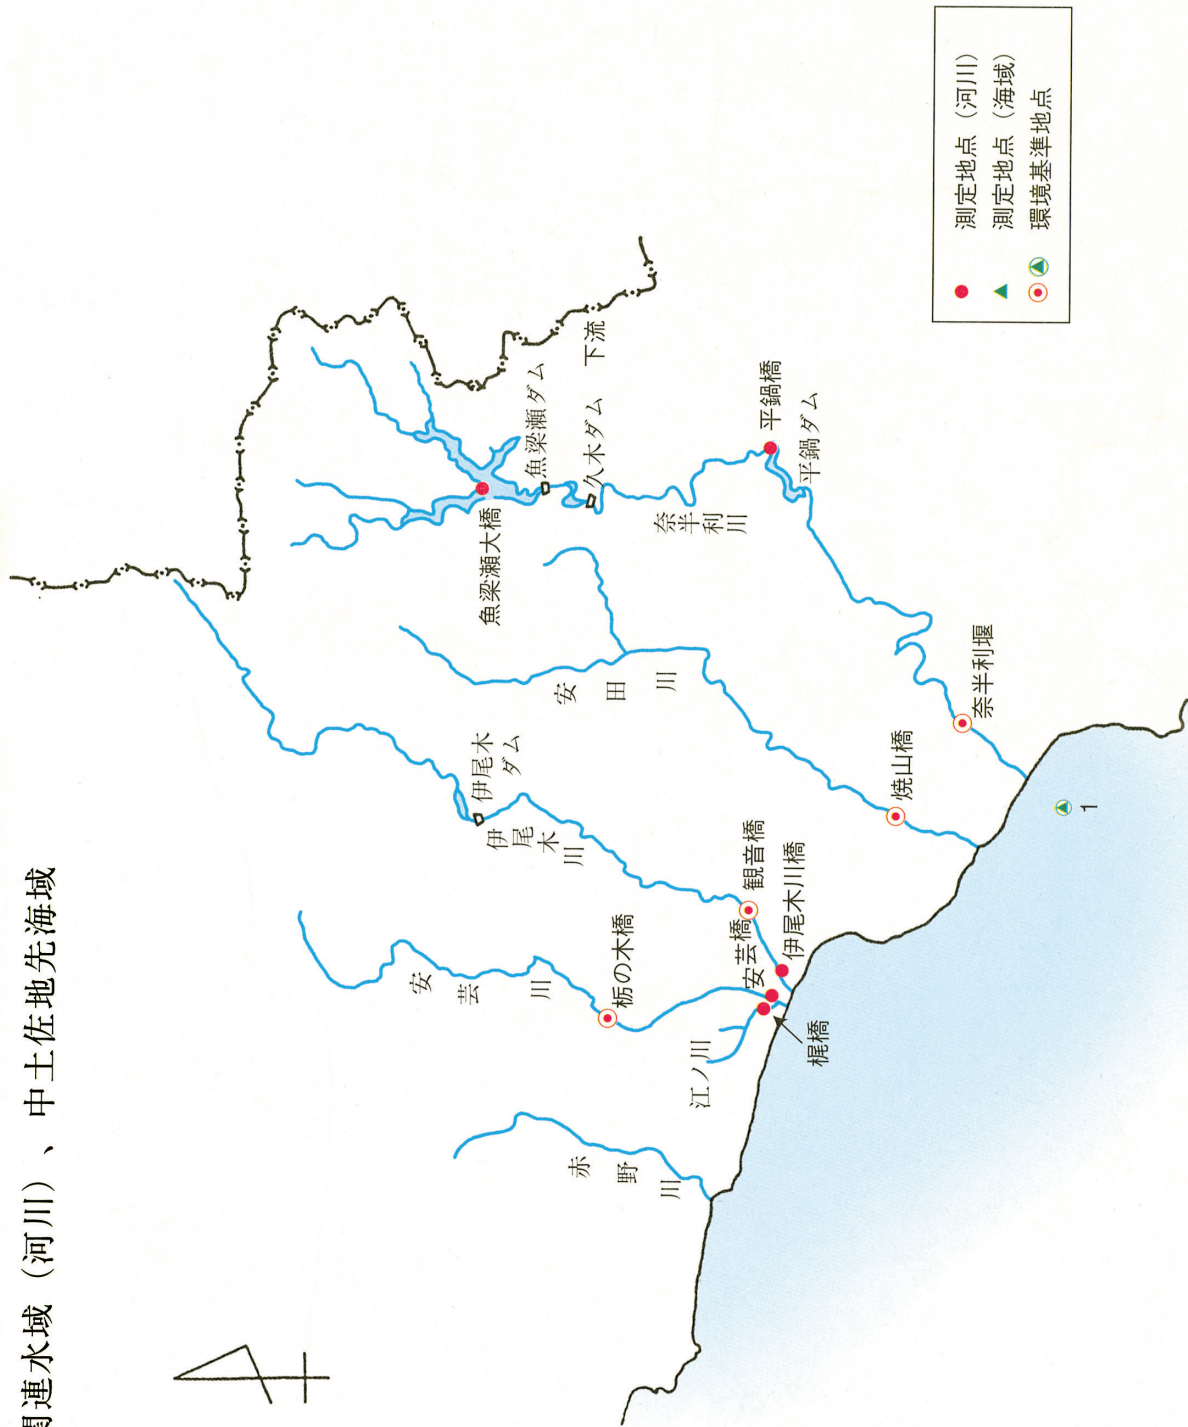 関連水域（河川）、中土佐地先海域
測定地点（河川）
測定地点（海域）
環境基準地点
魚梁瀬大橋
魚梁瀬ダム
久木ダム 下流
平鍋橋
平鍋ダム
奈半利川
奈半利堰
安田川
焼山橋
伊尾木
ダム
伊尾木川
観音橋
伊尾木川橋
安芸橋
安芸川
栃の木橋
江ノ川
梶橋
赤野川
1